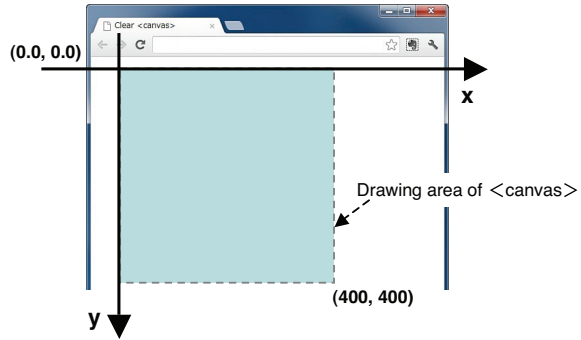 Clear <canvas>
(0.0, 0.0)
x
Drawing area of <canvas>
(400, 400)
y